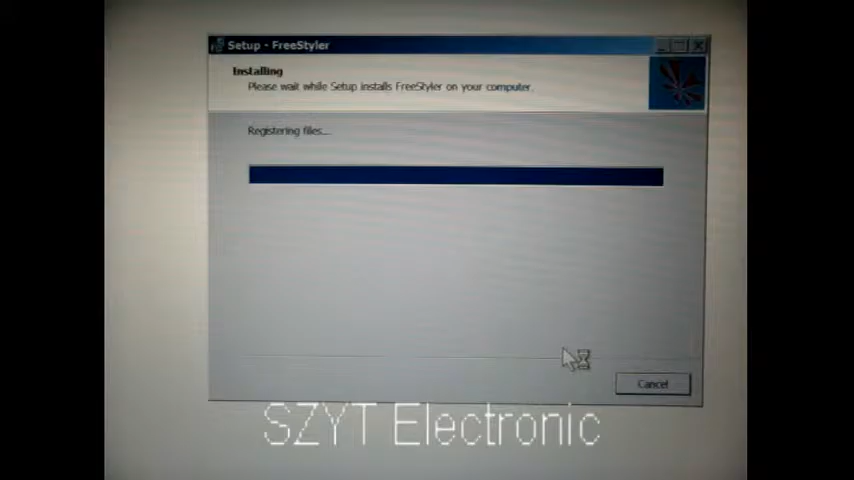 Setup - FreeStyler
Installing
Please wait while Setup installs FreeStyler on your computer.
Registering files...
Cancel
SZYT Electronic